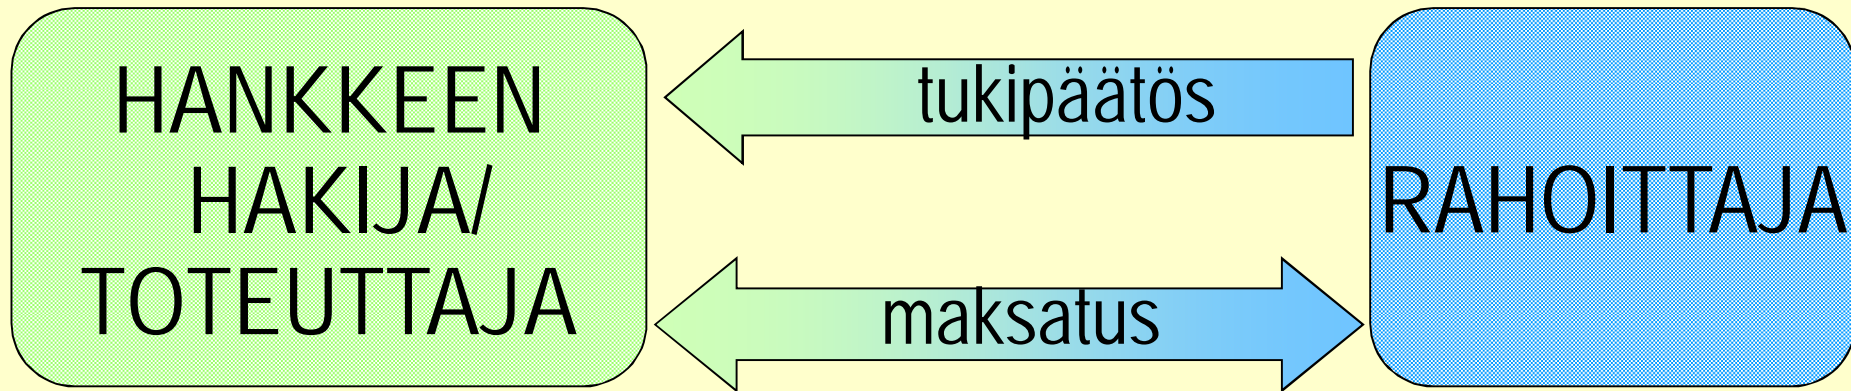 HANKKEEN
HAKIJA/
TOTEUTTAJA
tukipäätös
maksatus
RAHOITTAJA